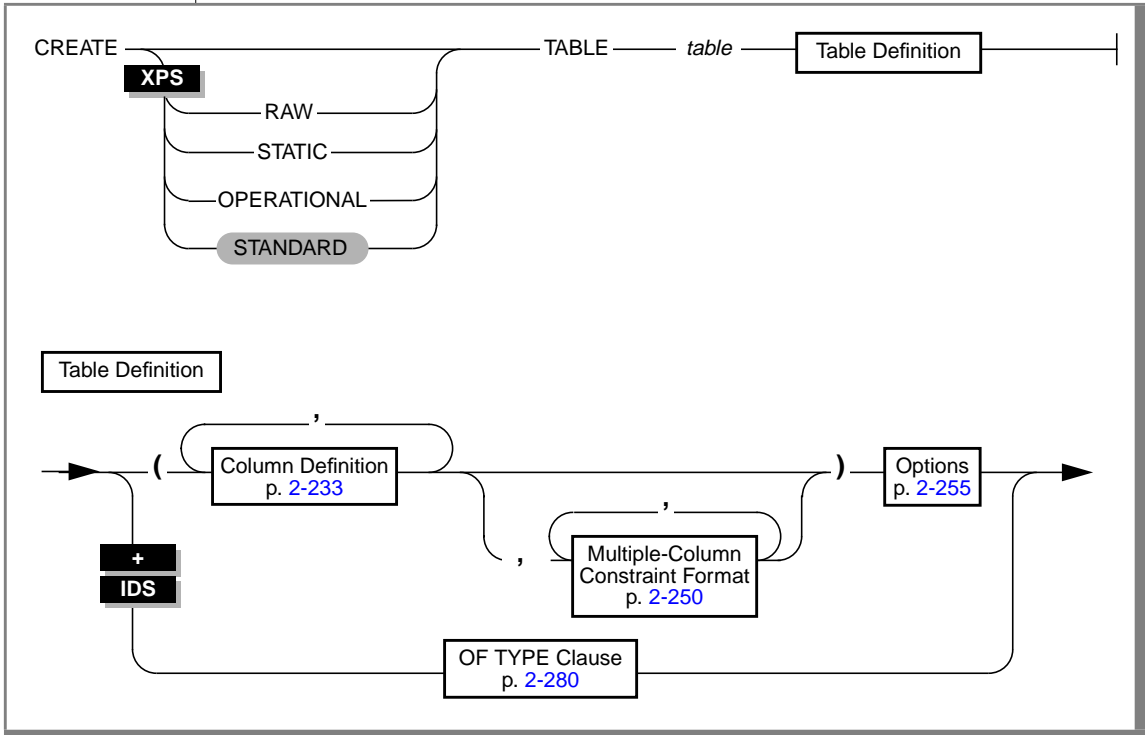 CREATE TABLE table Table Definition
XPS
RAW
STATIC
OPERATIONAL
STANDARD
Table Definition
,
( Column Definition ) Options
p. 2-233 p. 2-255
,
, Multiple-Column
Constraint Format
p. 2-250
+
IDS
OF TYPE Clause
p. 2-280